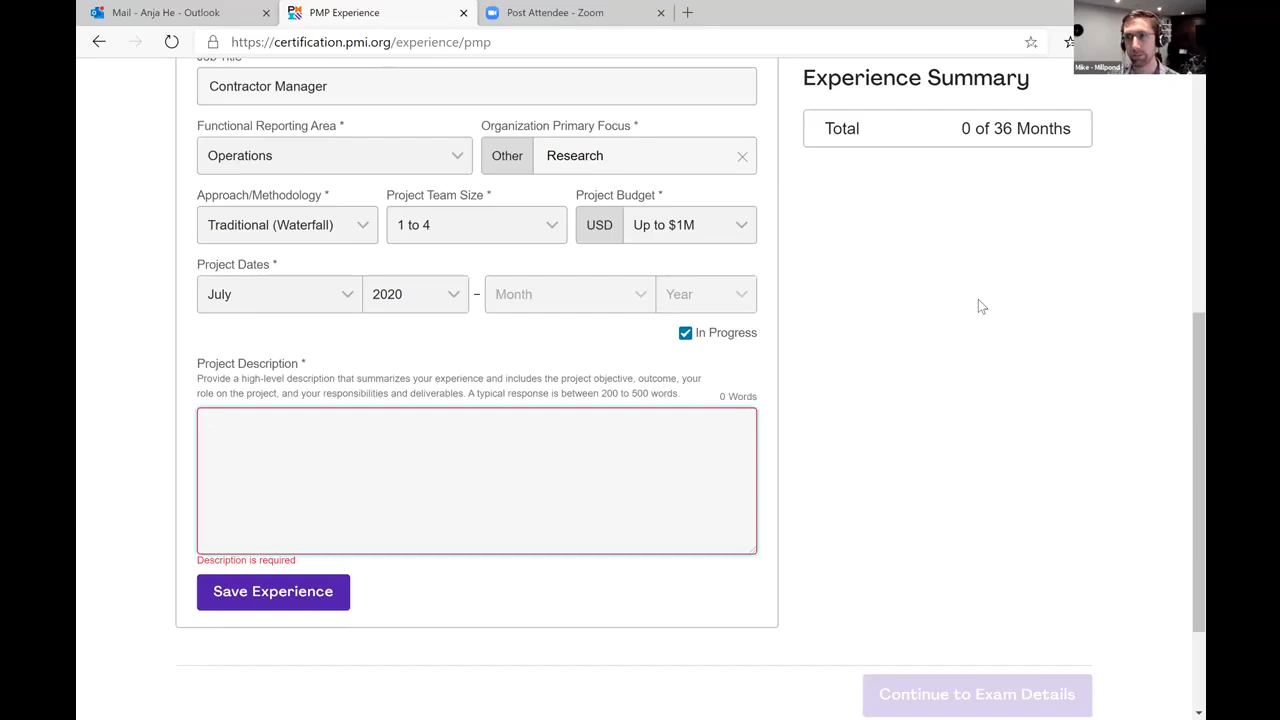 Mail - Anja He - Outlook
PMP Experience
Post Attendee - Zoom
https://certification.pmi.org/experience/pmp
Mike - Millpond
Job Title
Contractor Manager
Functional Reporting Area *
Organization Primary Focus *
Operations
Other
Research
Approach/Methodology *
Project Team Size *
Project Budget *
Traditional (Waterfall)
1 to 4
USD
Up to $1M
Project Dates *
July
2020
–
Month
Year
In Progress
Project Description *
Provide a high-level description that summarizes your experience and includes the project objective, outcome, your
role on the project, and your responsibilities and deliverables. A typical response is between 200 to 500 words.
0 Words
Description is required
Save Experience
Experience Summary
Total
0 of 36 Months
Continue to Exam Details